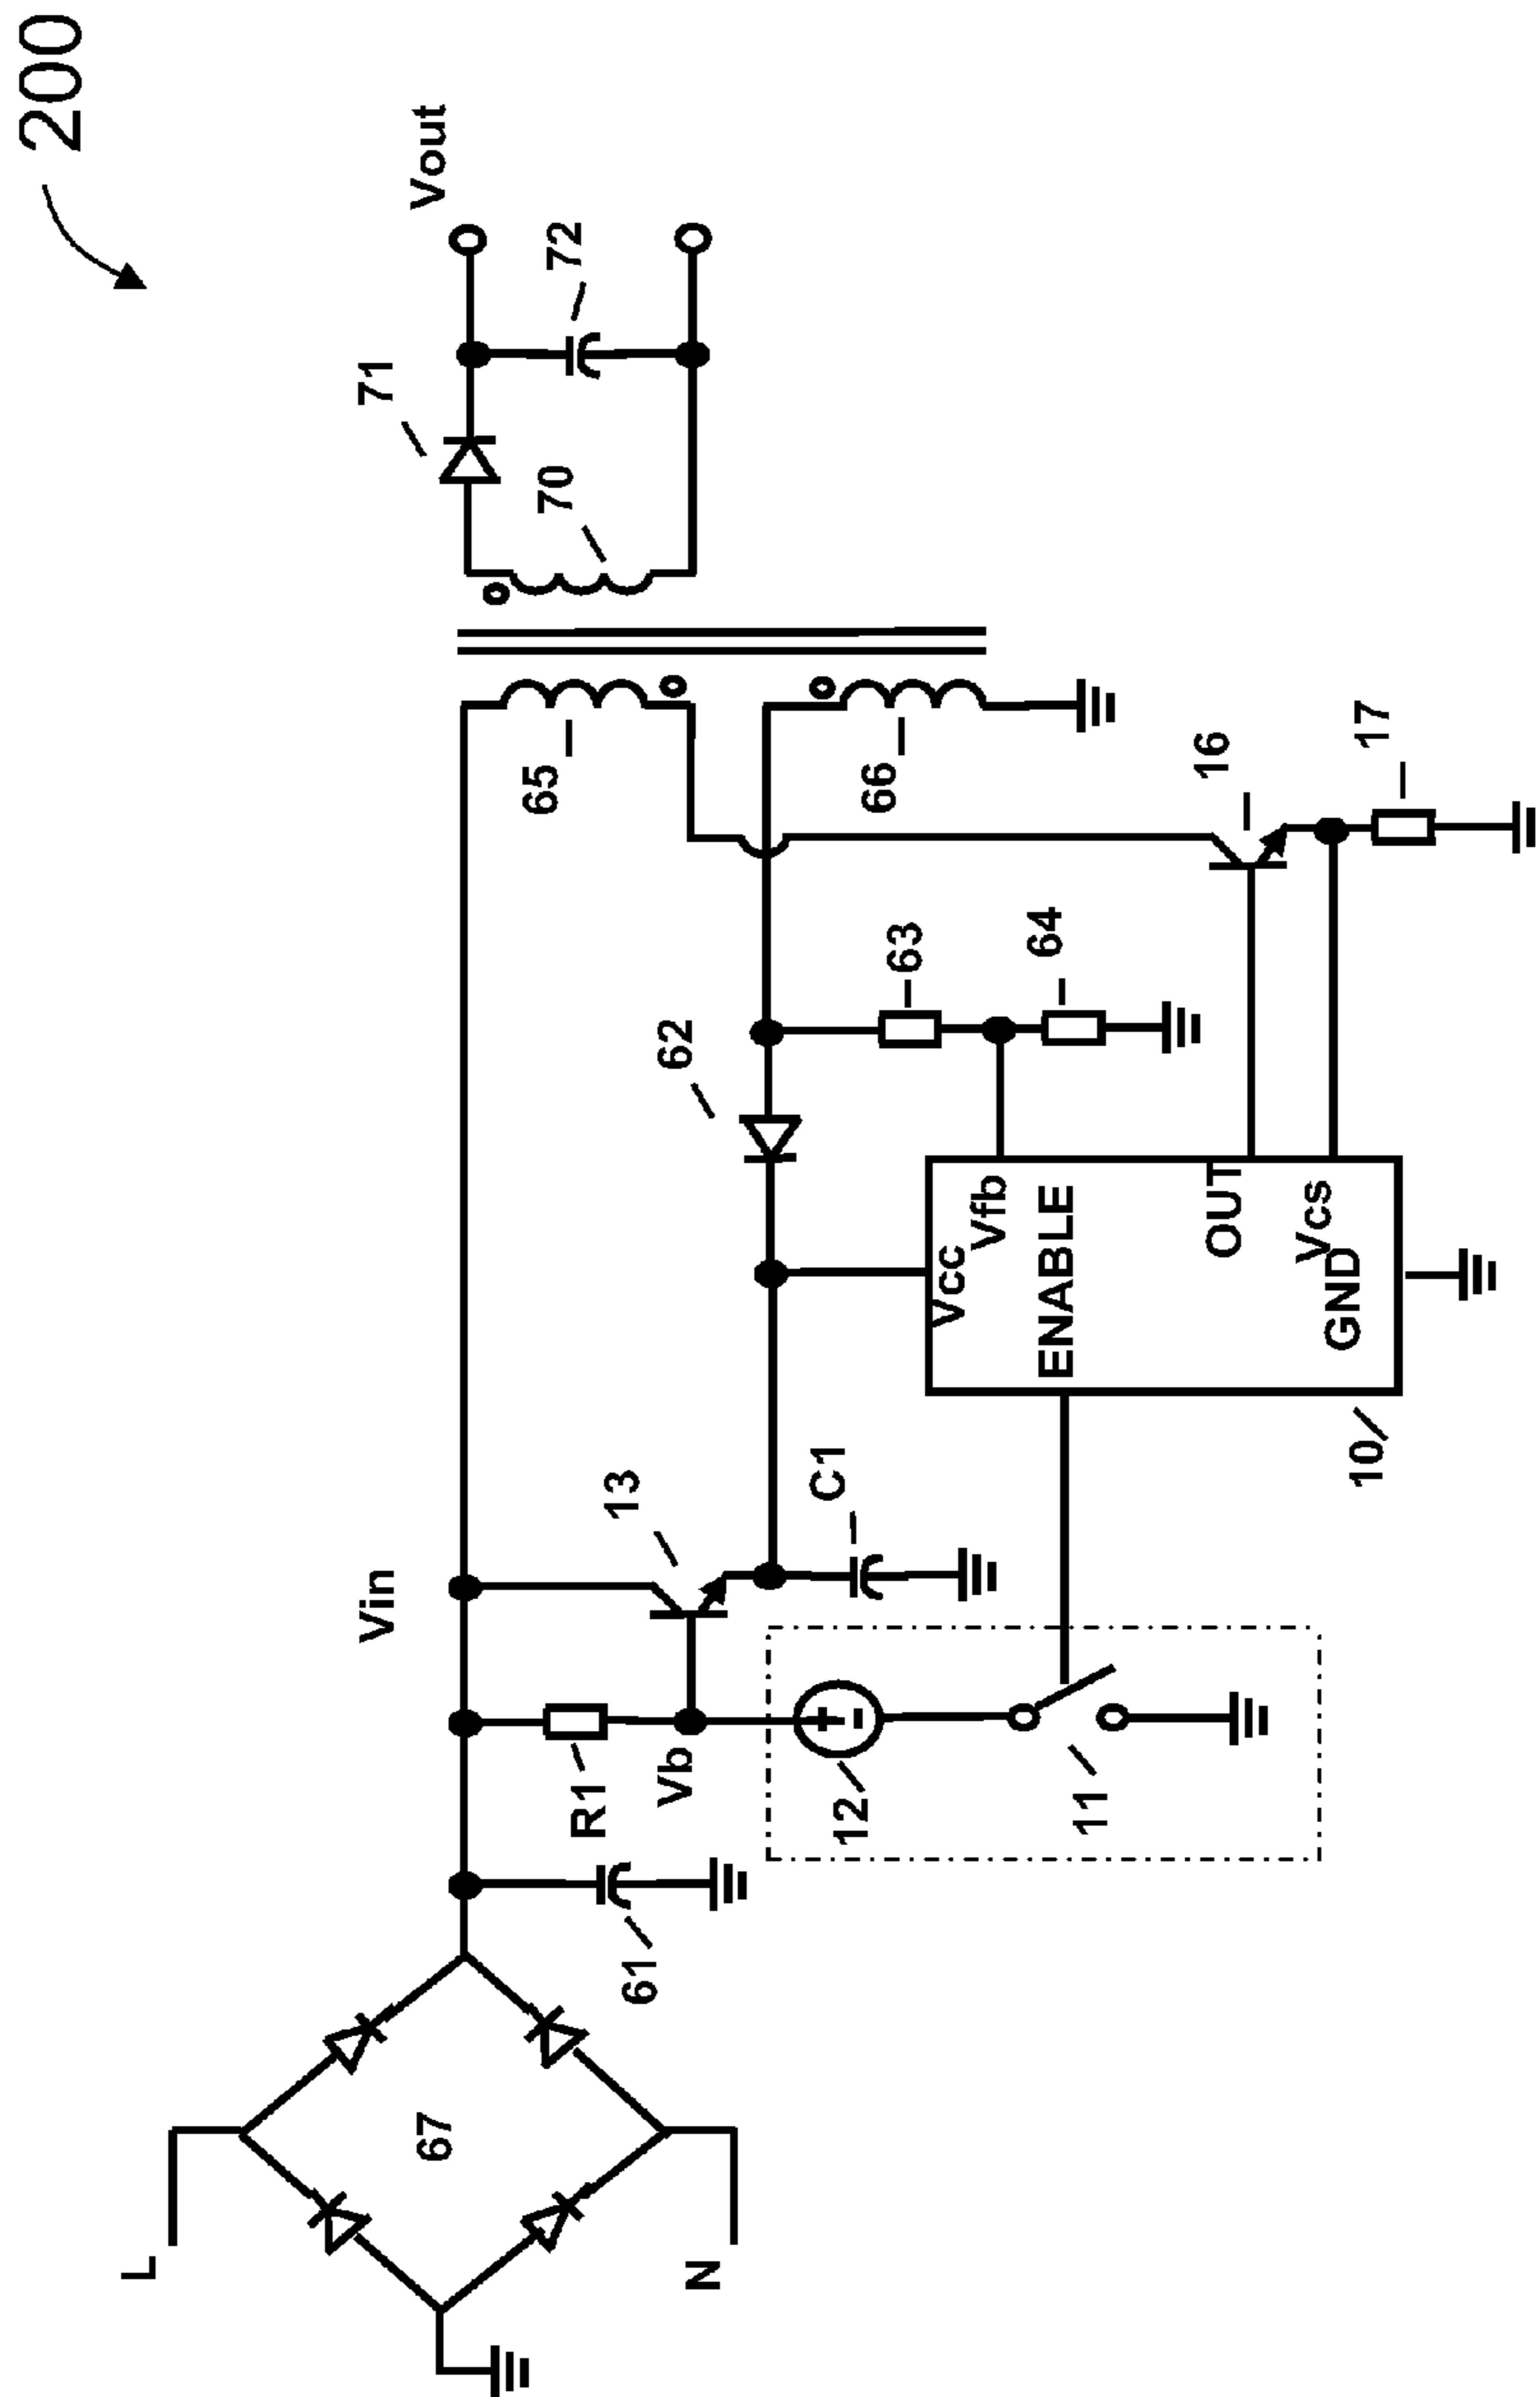 200
Vout
72
71
70
65
66
16
17
63
64
62
Vcc
Vfb
ENABLE
OUT
Vcs
GND
10
Vin
13
C1
R1
Vb
12
11
61
67
L
N